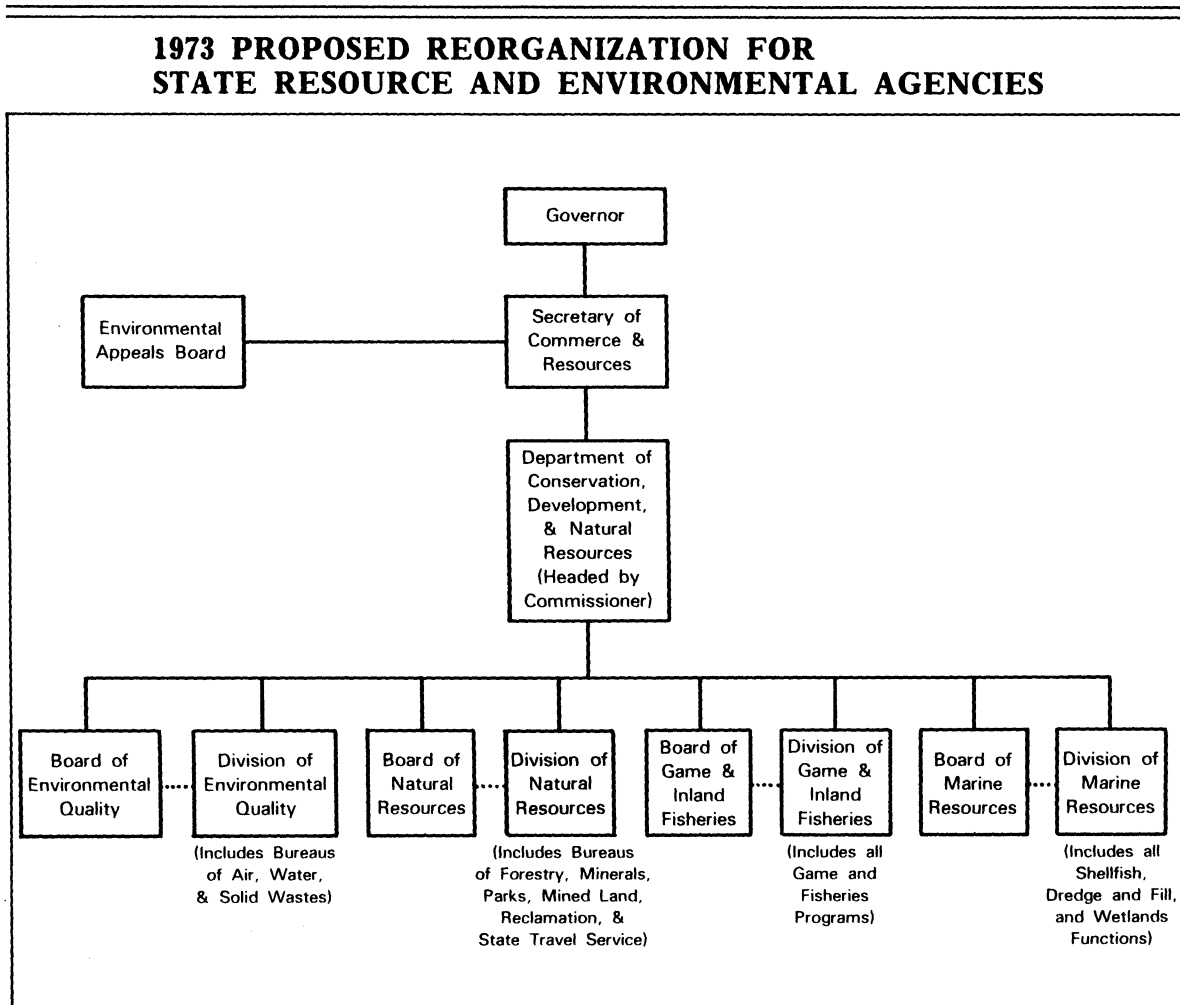 1973 PROPOSED REORGANIZATION FOR
STATE RESOURCE AND ENVIRONMENTAL AGENCIES
Governor
Environmental
Appeals Board
Secretary of
Commerce &
Resources
Department of
Conservation,
Development,
& Natural
Resources
(Headed by
Commissioner)
Board of
Environmental
Quality
Division of
Environmental
Quality
(Includes Bureaus
of Air, Water,
& Solid Wastes)
Board of
Natural
Resources
Division of
Natural
Resources
(Includes Bureaus
of Forestry, Minerals,
Parks, Mined Land,
Reclamation, &
State Travel Service)
Board of
Game &
Inland
Fisheries
Division of
Game &
Inland
Fisheries
(Includes all
Game and
Fisheries
Programs)
Board of
Marine
Resources
Division of
Marine
Resources
(Includes all
Shellfish,
Dredge and Fill,
and Wetlands
Functions)